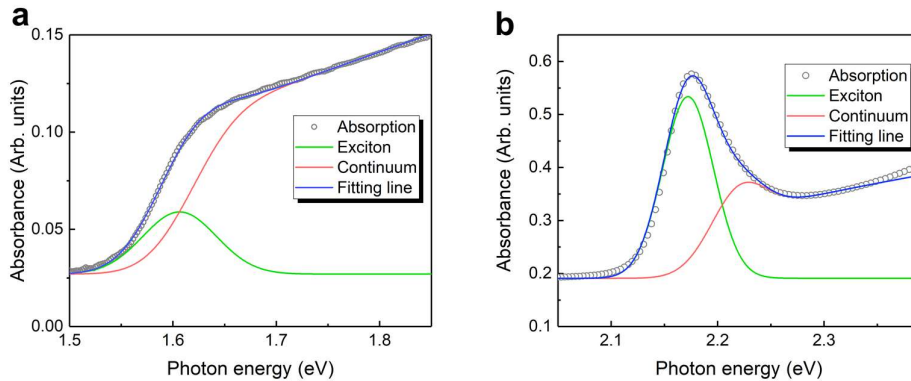 a
0.15
0.10
0.05
0.00
Absorbance (Arb. units)
Absorption
Exciton
Continuum
Fitting line
1.5
1.6
1.7
1.8
Photon energy (eV)
b
0.6
0.5
0.4
0.3
0.2
0.1
Absorbance (Arb. units)
Absorption
Exciton
Continuum
Fitting line
2.1
2.2
2.3
Photon energy (eV)